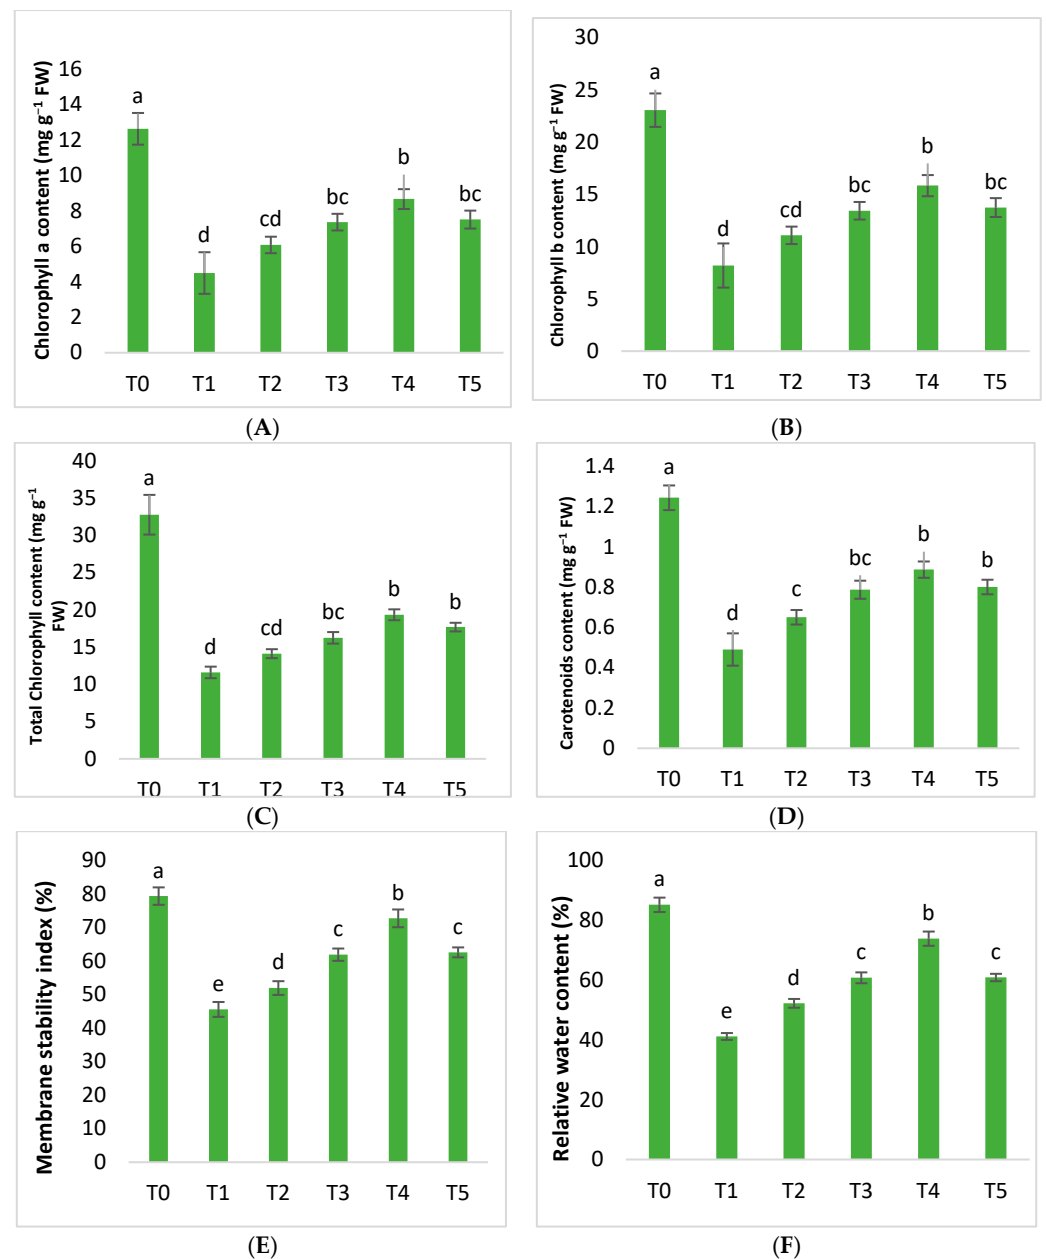 Chlorophyll a content (mg g⁻¹ FW)
16
14
12
10
8
6
4
2
0
a
d
cd
bc
b
bc
T0 T1 T2 T3 T4 T5
(A)
Chlorophyll b content (mg g⁻¹ FW)
30
25
20
15
10
5
0
a
d
cd
bc
b
bc
T0 T1 T2 T3 T4 T5
(B)
Total Chlorophyll content (mg g⁻¹
FW)
40
35
30
25
20
15
10
5
0
a
d
cd
bc
b
b
T0 T1 T2 T3 T4 T5
(C)
Carotenoids content (mg g⁻¹ FW)
1.4
1.2
1
0.8
0.6
0.4
0.2
0
a
d
c
bc
b
b
T0 T1 T2 T3 T4 T5
(D)
Membrane stability index (%)
90
80
70
60
50
40
30
20
10
0
a
e
d
c
b
c
T0 T1 T2 T3 T4 T5
(E)
Relative water content (%)
100
80
60
40
20
0
a
e
d
c
b
c
T0 T1 T2 T3 T4 T5
(F)